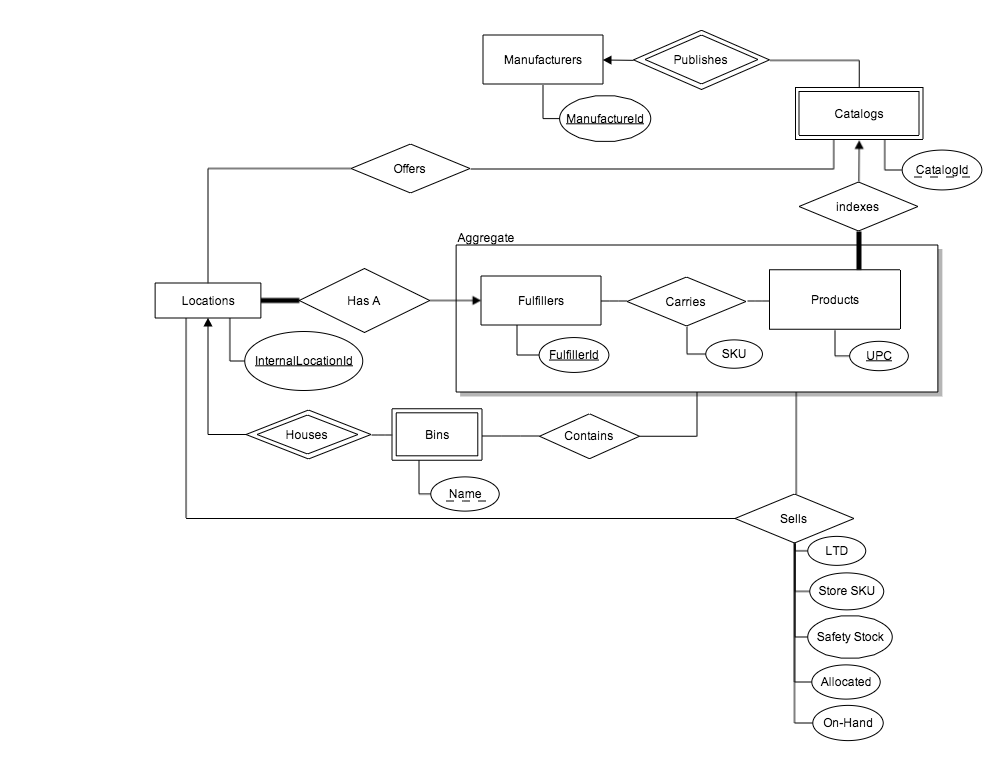 Manufacturers
Publishes
ManufactureId
Catalogs
CatalogId
Offers
indexes
Aggregate
Locations
Has A
Fulfillers
Carries
Products
InternalLocationId
FulfillerId
SKU
UPC
Houses
Bins
Contains
Name
Sells
LTD
Store SKU
Safety Stock
Allocated
On-Hand